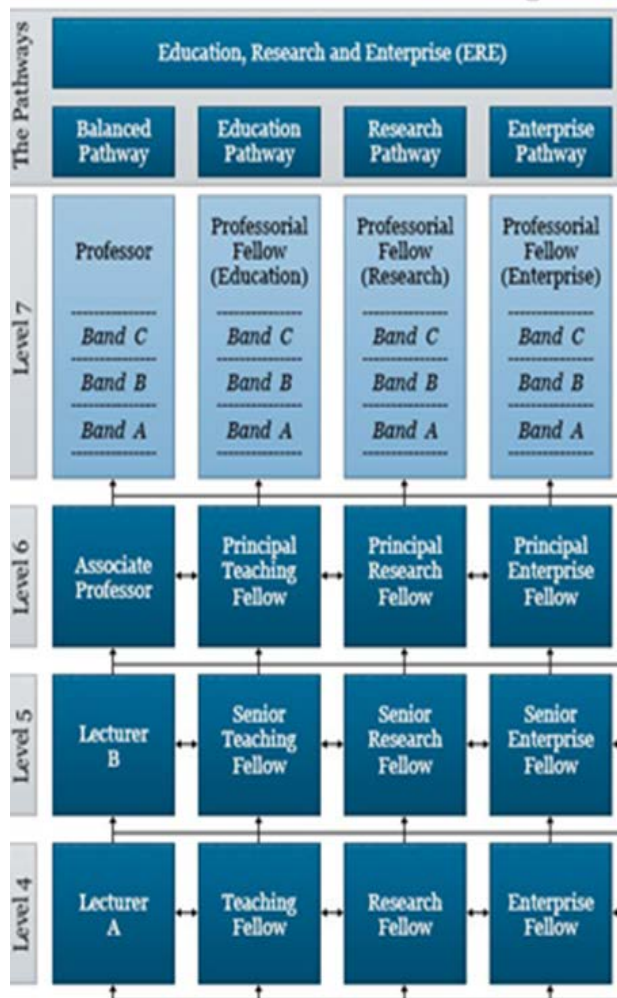 The Pathways
Education, Research and Enterprise (ERE)
Balanced
Pathway
Education
Pathway
Research
Pathway
Enterprise
Pathway
Level 7
Professor
Band C
Band B
Band A
Professorial
Fellow
(Education)
Band C
Band B
Band A
Professorial
Fellow
(Research)
Band C
Band B
Band A
Professorial
Fellow
(Enterprise)
Band C
Band B
Band A
Level 6
Associate
Professor
Principal
Teaching
Fellow
Principal
Research
Fellow
Principal
Enterprise
Fellow
Level 5
Lecturer
B
Senior
Teaching
Fellow
Senior
Research
Fellow
Senior
Enterprise
Fellow
Level 4
Lecturer
A
Teaching
Fellow
Research
Fellow
Enterprise
Fellow